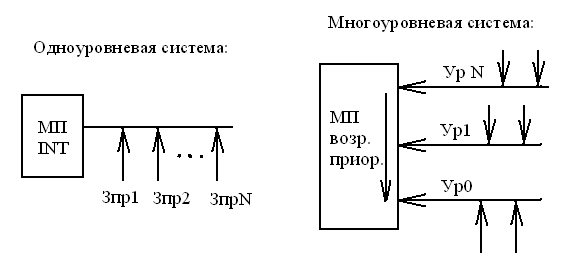 Одноуровневая система:
МП
INT
Зпр1 Зпр2 ... ЗпрN
Многоуровневая система:
МП
возр.
приор.
Ур N
Ур1
Ур0